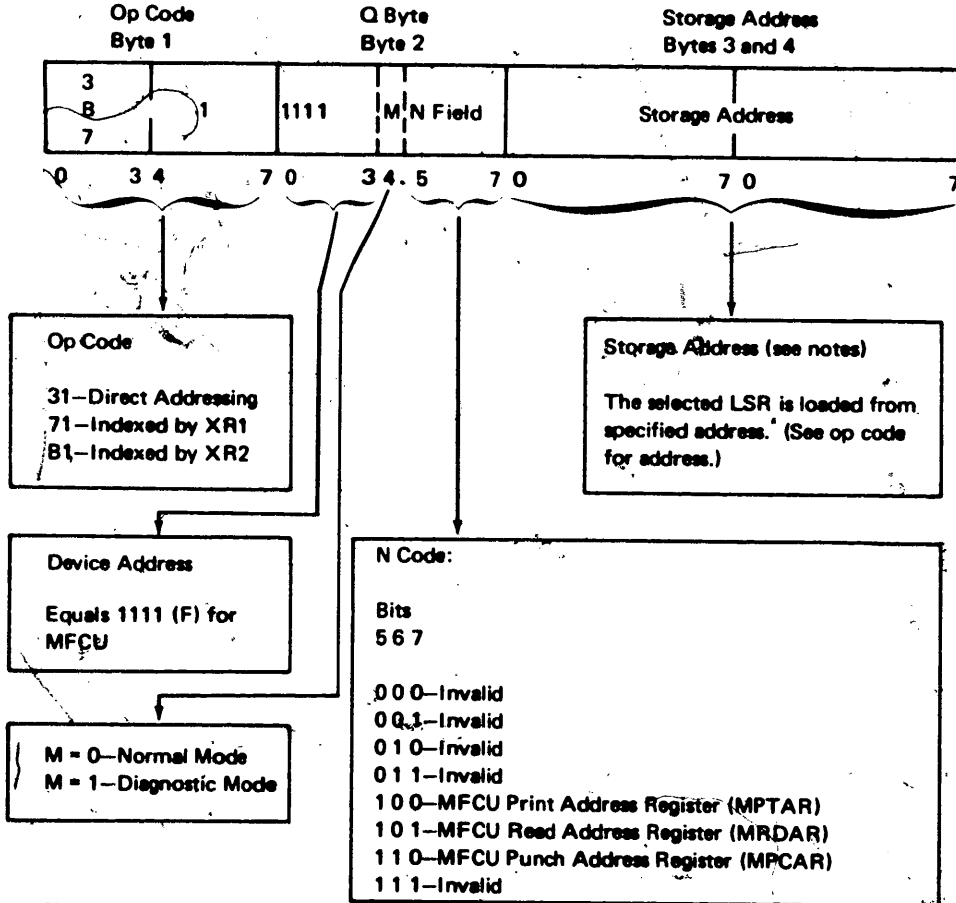 Op Code
Byte 1
Q Byte
Byte 2
Storage Address
Bytes 3 and 4
3
B
7
1
1111
M
N Field
Storage Address
0 3 4 7 0 3 4 5 7 0 7 0 7
Op Code
31—Direct Addressing
71—Indexed by XR1
B1—Indexed by XR2
Storage Address (see notes)
The selected LSR is loaded from
specified address. (See op code
for address.)
Device Address
Equals 1111 (F) for
MFCU
M = 0—Normal Mode
M = 1—Diagnostic Mode
N Code:
Bits
5 6 7
0 0 0—Invalid
0 0 1—Invalid
0 1 0—Invalid
0 1 1—Invalid
1 0 0—MFCU Print Address Register (MPTAR)
1 0 1—MFCU Read Address Register (MRDAR)
1 1 0—MFCU Punch Address Register (MPCAR)
1 1 1—Invalid